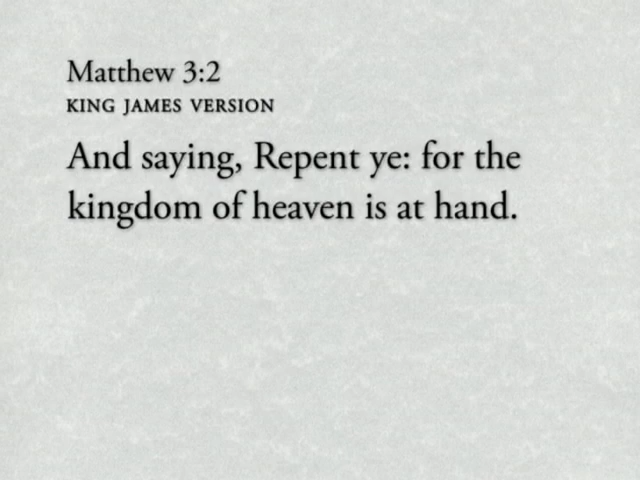 Matthew 3:2
KING JAMES VERSION
And saying, Repent ye: for the
kingdom of heaven is at hand.